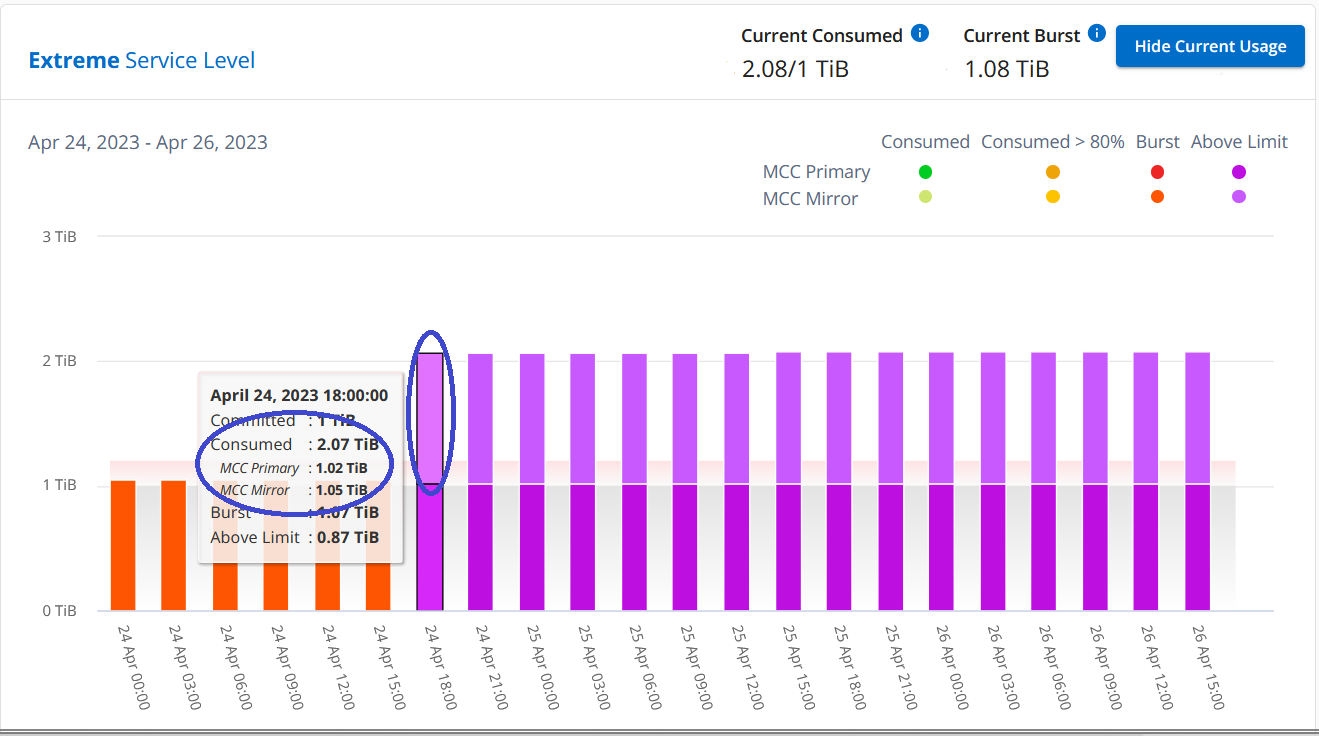 Extreme Service Level
Current Consumed i
2.08/1 TiB
Current Burst i
1.08 TiB
Hide Current Usage
Apr 24, 2023 - Apr 26, 2023
Consumed Consumed > 80% Burst Above Limit
MCC Primary
MCC Mirror
3 TiB
2 TiB
1 TiB
0 TiB
April 24, 2023 18:00:00
Committed : 1 TiB
Consumed : 2.07 TiB
MCC Primary : 1.02 TiB
MCC Mirror : 1.05 TiB
Burst : 1.07 TiB
Above Limit : 0.87 TiB
24 Apr 00:00
24 Apr 03:00
24 Apr 06:00
24 Apr 09:00
24 Apr 12:00
24 Apr 15:00
24 Apr 18:00
24 Apr 21:00
25 Apr 00:00
25 Apr 03:00
25 Apr 06:00
25 Apr 09:00
25 Apr 12:00
25 Apr 15:00
25 Apr 18:00
25 Apr 21:00
26 Apr 00:00
26 Apr 03:00
26 Apr 06:00
26 Apr 09:00
26 Apr 12:00
26 Apr 15:00